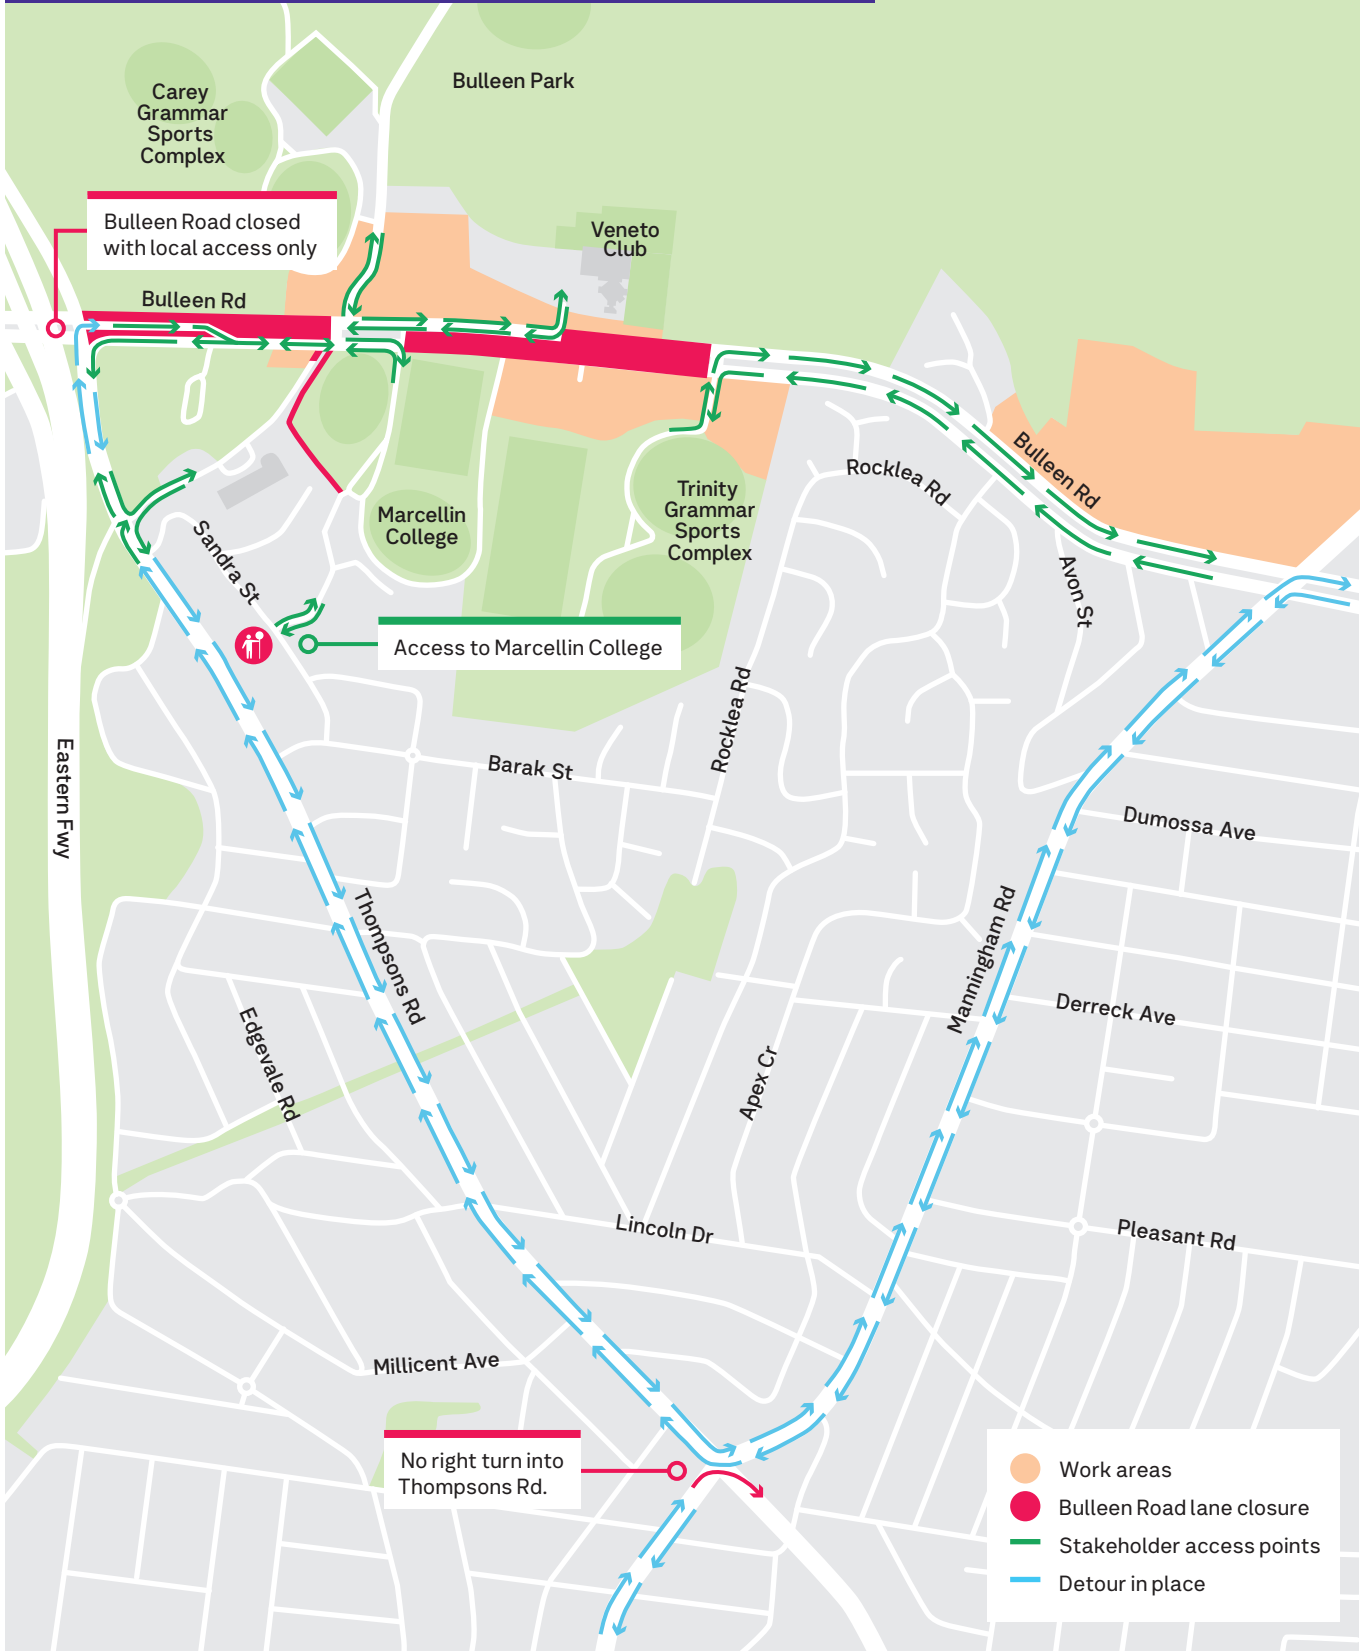 Bulleen Park
Carey
Grammar
Sports
Complex
Bulleen Road closed
with local access only
Veneto
Club
Bulleen Rd
Bulleen Rd
Rocklea Rd
Trinity
Grammar
Sports
Complex
Marcellin
College
Sandra St
Avon St
Access to Marcellin College
Rocklea Rd
Eastern Fwy
Barak St
Dumossa Ave
Thompsons Rd
Manningham Rd
Derreck Ave
Edgevale Rd
Apex Cr
Lincoln Dr
Pleasant Rd
Millicent Ave
No right turn into
Thompsons Rd.
Work areas
Bulleen Road lane closure
Stakeholder access points
Detour in place